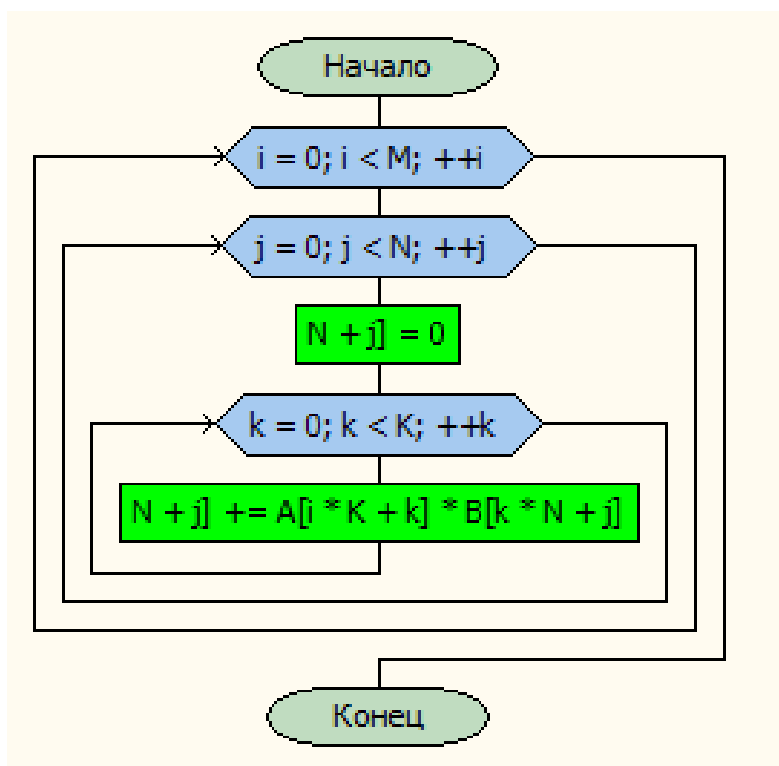 Начало
i = 0; i < M; ++i
j = 0; j < N; ++j
N + j] = 0
k = 0; k < K; ++k
N + j] += A[i * K + k] * B[k * N + j]
Конец